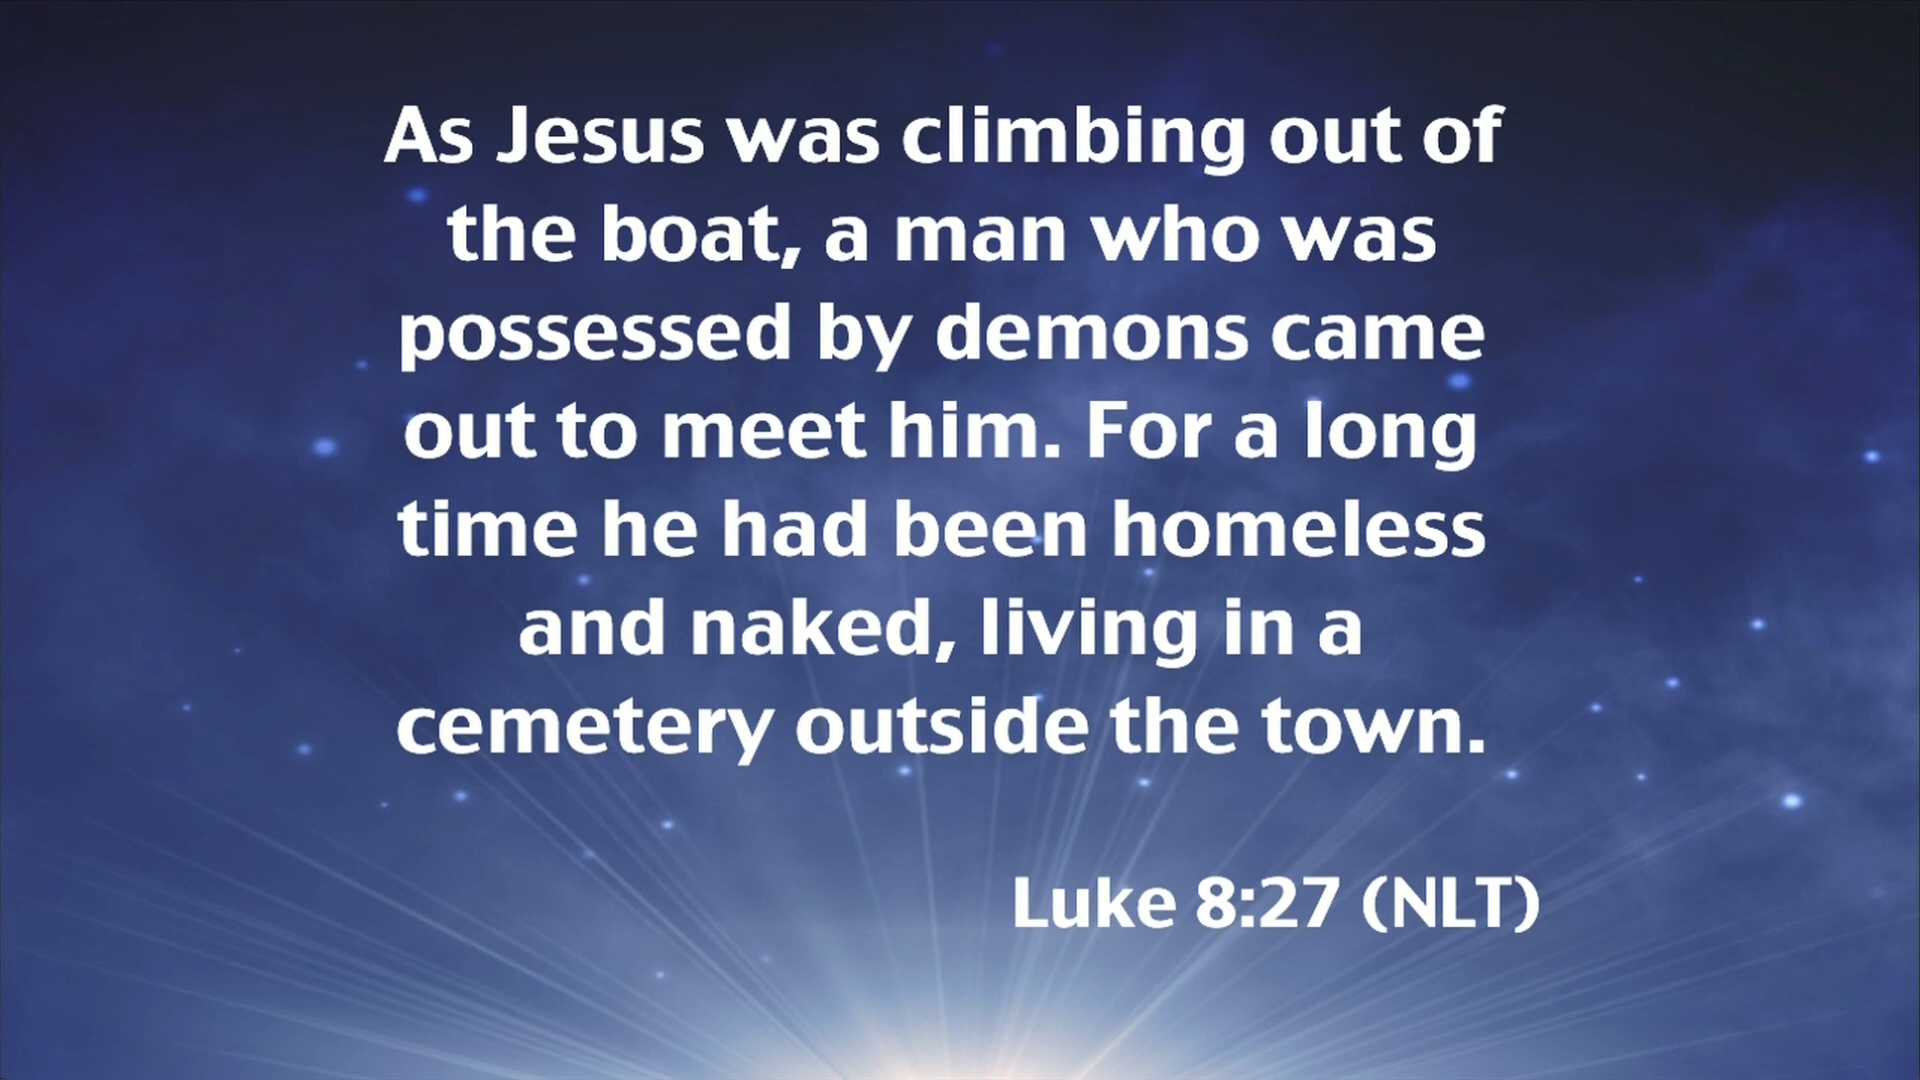 As Jesus was climbing out of
the boat, a man who was
possessed by demons came
out to meet him. For a long
time he had been homeless
and naked, living in a
cemetery outside the town.
Luke 8:27 (NLT)